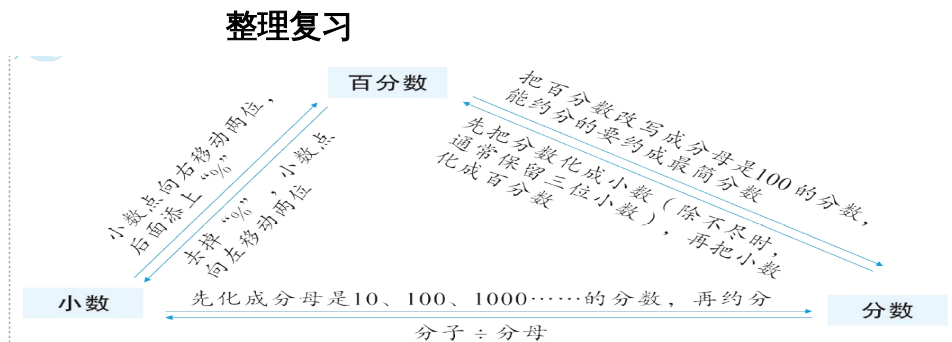 整理复习
百分数
小数点向右移动两位，
后面添上“%”
去掉“%”，小数点
向左移动两位
把百分数改写成分母是100的分数，
能约分的要约成最简分数
先把分数化成小数（除不尽时，
通常保留三位小数），再把小数
化成百分数
小数
先化成分母是10、100、1000……的分数，再约分
分子÷分母
分数